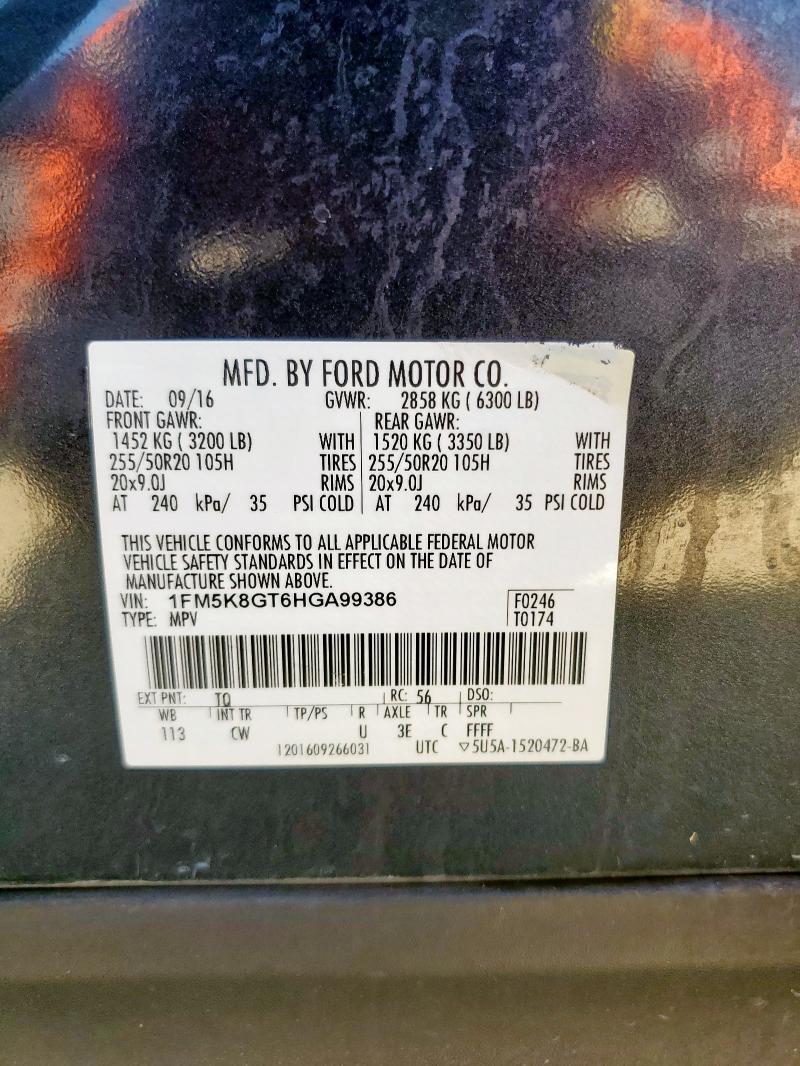 MFD. BY FORD MOTOR CO.
DATE: 09/16 GVWR: 2858 KG ( 6300 LB)
FRONT GAWR: REAR GAWR:
1452 KG ( 3200 LB) WITH 1520 KG ( 3350 LB) WITH
255/50R20 105H TIRES 255/50R20 105H TIRES
20x9.0J RIMS 20x9.0J RIMS
AT 240 kPa/ 35 PSI COLD AT 240 kPa/ 35 PSI COLD
THIS VEHICLE CONFORMS TO ALL APPLICABLE FEDERAL MOTOR
VEHICLE SAFETY STANDARDS IN EFFECT ON THE DATE OF
MANUFACTURE SHOWN ABOVE.
VIN: 1FM5K8GT6HGA99386 F0246
TYPE: MPV T0174
EXT PNT: TQ RC: 56 DSO:
WB INT TR TP/PS R AXLE TR SPR
113 CW U 3E C FFFF
1201609266031 UTC ▽5U5A-1520472-BA